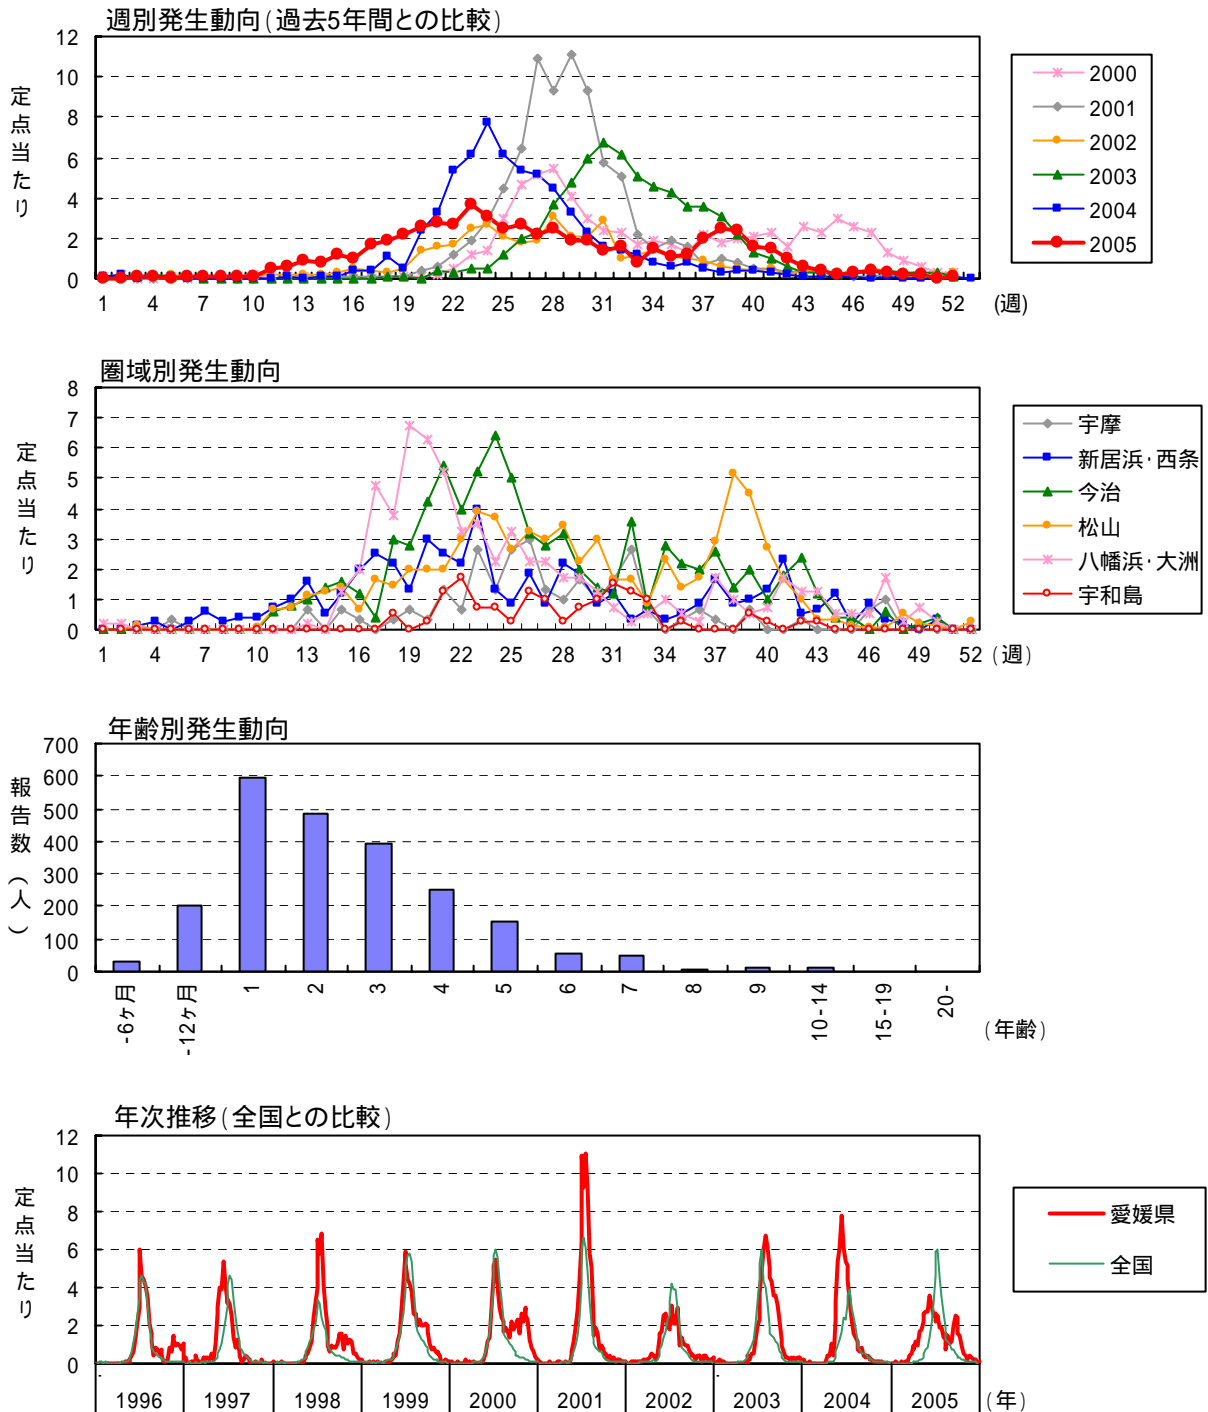 週別発生動向(過去5年間との比較)
定点当たり
12
10
8
6
4
2
0
1 4 7 10 13 16 19 22 25 28 31 34 37 40 43 46 49 52 (週)
2000
2001
2002
2003
2004
2005
圏域別発生動向
定点当たり
8
7
6
5
4
3
2
1
0
1 4 7 10 13 16 19 22 25 28 31 34 37 40 43 46 49 52 (週)
宇摩
新居浜・西条
今治
松山
八幡浜・大洲
宇和島
年齢別発生動向
報告数(人)
700
600
500
400
300
200
100
0
-6ヶ月 -12ヶ月 1 2 3 4 5 6 7 8 9 10-14 15-19 20-
(年齢)
年次推移(全国との比較)
定点当たり
12
10
8
6
4
2
0
1996 1997 1998 1999 2000 2001 2002 2003 2004 2005 (年)
愛媛県
全国